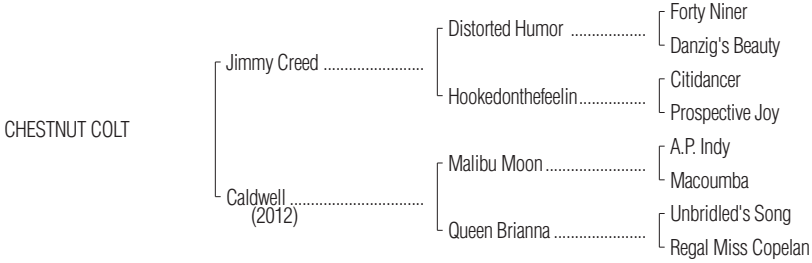 Forty Niner
Distorted Humor ...................
Danzig's Beauty
Jimmy Creed .........................
Citidancer
Hookedonthefeelin.................
Prospective Joy
CHESTNUT COLT
A.P. Indy
Malibu Moon .........................
Macoumba
Caldwell .................................
(2012)
Unbridled's Song
Queen Brianna .......................
Regal Miss Copelan